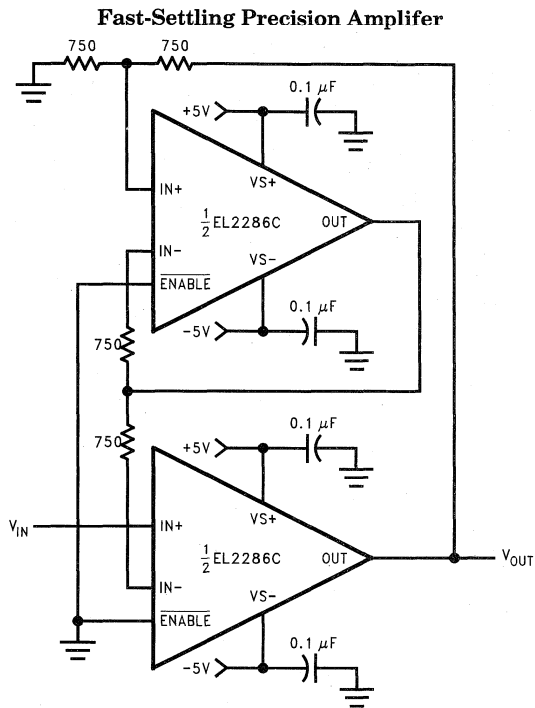 Fast-Settling Precision Amplifer
750 750
0.1 μF
+5V
VS+
IN+
1/2 EL2286C OUT
IN-
VS-
ENABLE
0.1 μF
-5V
750
750
0.1 μF
+5V
VS+
VIN
IN+
1/2 EL2286C OUT
VOUT
IN-
VS-
ENABLE
0.1 μF
-5V